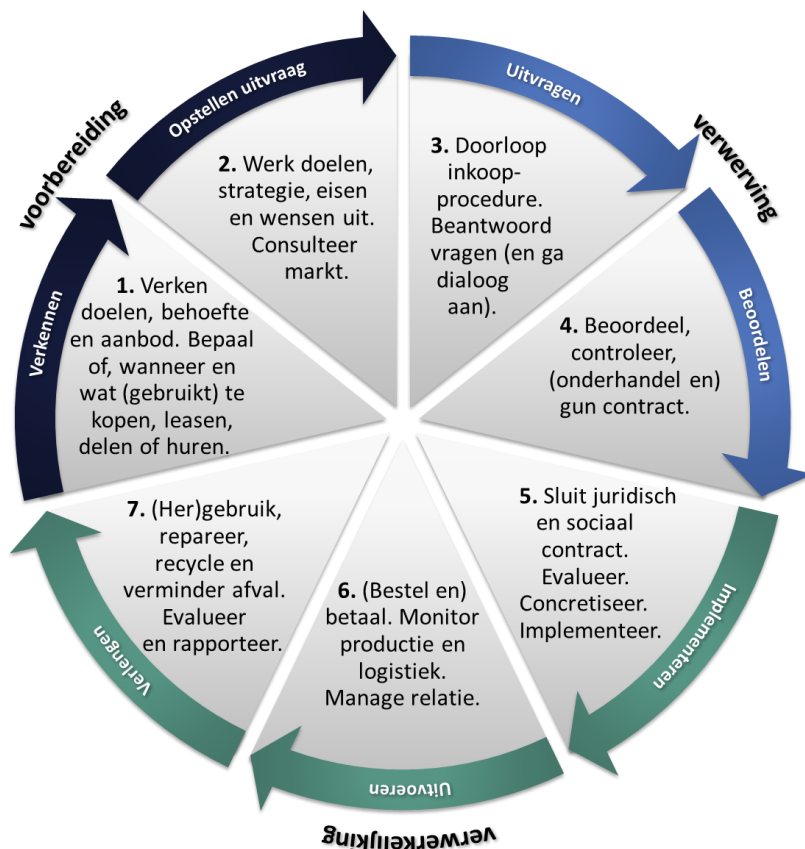 voorbereiding
Verkennen
1. Verken
doelen, behoefte
en aanbod. Bepaal
of, wanneer en
wat (gebruikt) te
kopen, leasen,
delen of huren.
Opstellen uitvraag
2. Werk doelen,
strategie, eisen
en wensen uit.
Consulteer
markt.
verwerving
Uitvragen
3. Doorloop
inkoop-
procedure.
Beantwoord
vragen (en ga
dialoog
aan).
Beoordelen
4. Beoordeel,
controleer,
(onderhandel en)
gun contract.
verwerkelijking
Implementeren
5. Sluit juridisch
en sociaal
contract.
Evalueer.
Concretiseer.
Implementeer.
Uitvoeren
6. (Bestel en)
betaal. Monitor
productie en
logistiek.
Manage relatie.
Verlengen
7. (Her)gebruik,
repareer,
recycle en
verminder afval.
Evalueer
en rapporteer.